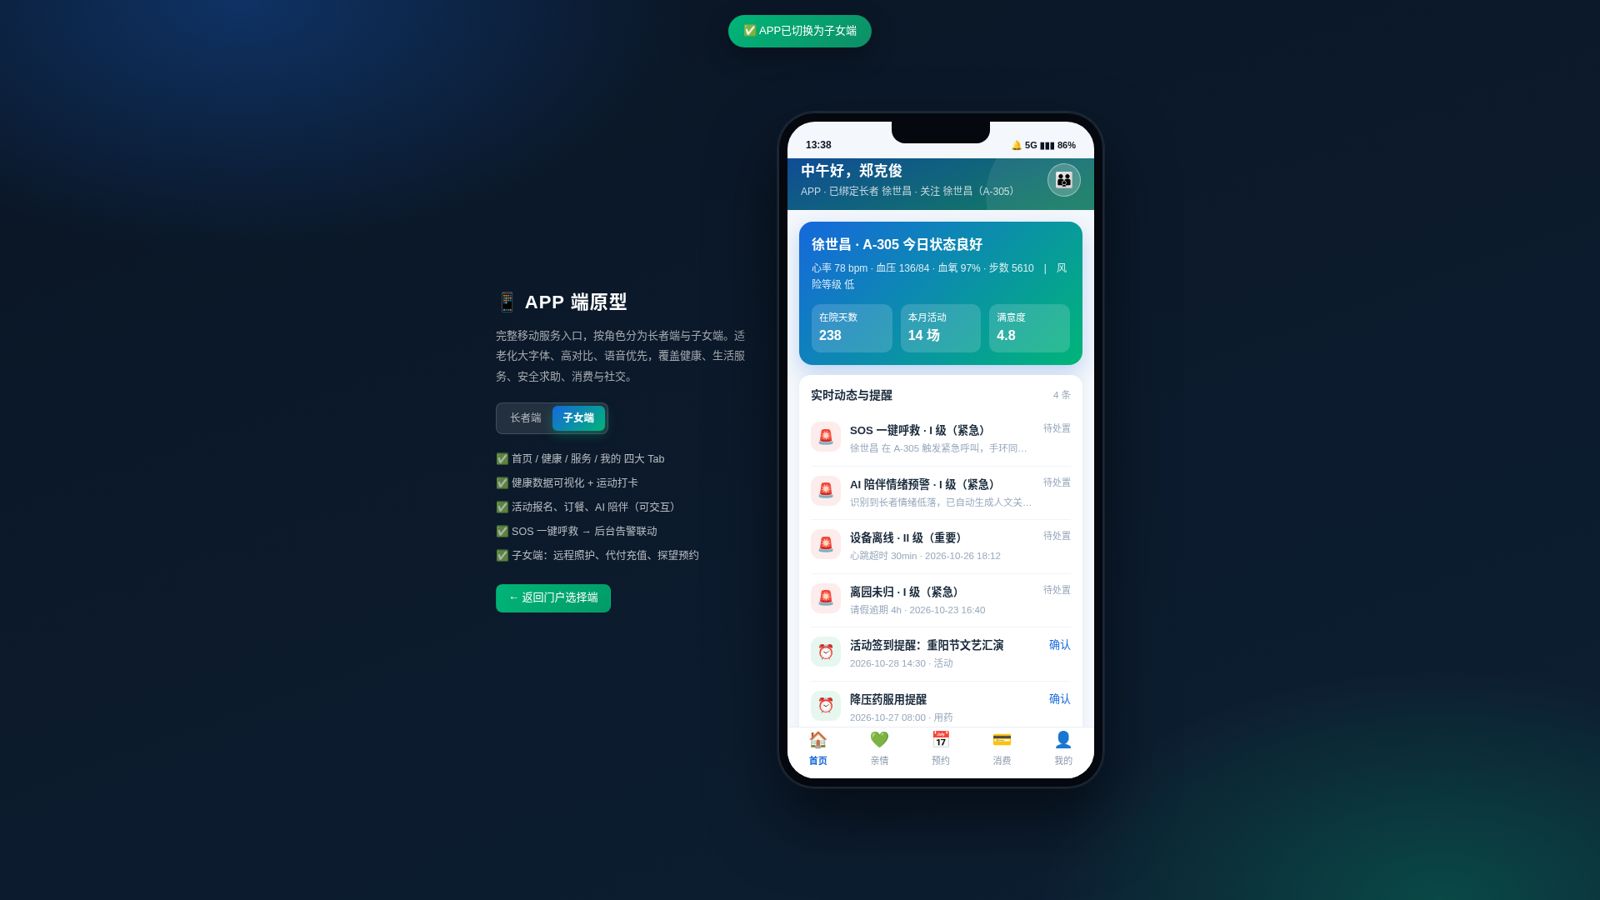 ✅ APP已切换为子女端
📱 APP 端原型
完整移动服务入口，按角色分为长者端与子女端。适
老化大字体、高对比、语音优先，覆盖健康、生活服
务、安全求助、消费与社交。
长者端 子女端
✅ 首页 / 健康 / 服务 / 我的 四大 Tab
✅ 健康数据可视化 + 运动打卡
✅ 活动报名、订餐、AI 陪伴（可交互）
✅ SOS 一键呼救 → 后台告警联动
✅ 子女端：远程照护、代付充值、探望预约
← 返回门户选择端
13:38 🔔 5G ▮▮▮ 86%
中午好，郑克俊
APP · 已绑定长者 徐世昌 · 关注 徐世昌（A-305）
徐世昌 · A-305 今日状态良好
心率 78 bpm · 血压 136/84 · 血氧 97% · 步数 5610 | 风
险等级 低
在院天数 本月活动 满意度
238 14 场 4.8
实时动态与提醒 4 条
SOS 一键呼救 · I 级（紧急） 待处置
徐世昌 在 A-305 触发紧急呼叫，手环同…
AI 陪伴情绪预警 · I 级（紧急） 待处置
识别到长者情绪低落，已自动生成人文关…
设备离线 · II 级（重要） 待处置
心跳超时 30min · 2026-10-26 18:12
离园未归 · I 级（紧急） 待处置
请假逾期 4h · 2026-10-23 16:40
活动签到提醒：重阳节文艺汇演 确认
2026-10-28 14:30 · 活动
降压药服用提醒 确认
2026-10-27 08:00 · 用药
首页 亲情 预约 消费 我的